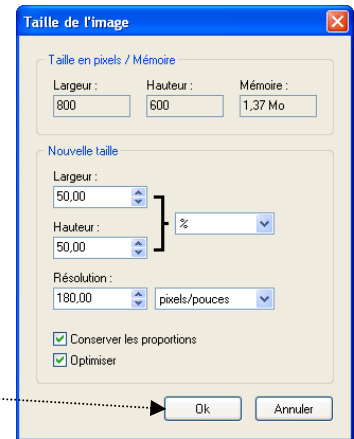 Taille de l'image
Taille en pixels / Mémoire
Largeur : Hauteur : Mémoire :
800 600 1,37 Mo
Nouvelle taille
Largeur :
50,00
%
Hauteur :
50,00
Résolution :
180,00 pixels/pouces
Conserver les proportions
Optimiser
Ok Annuler